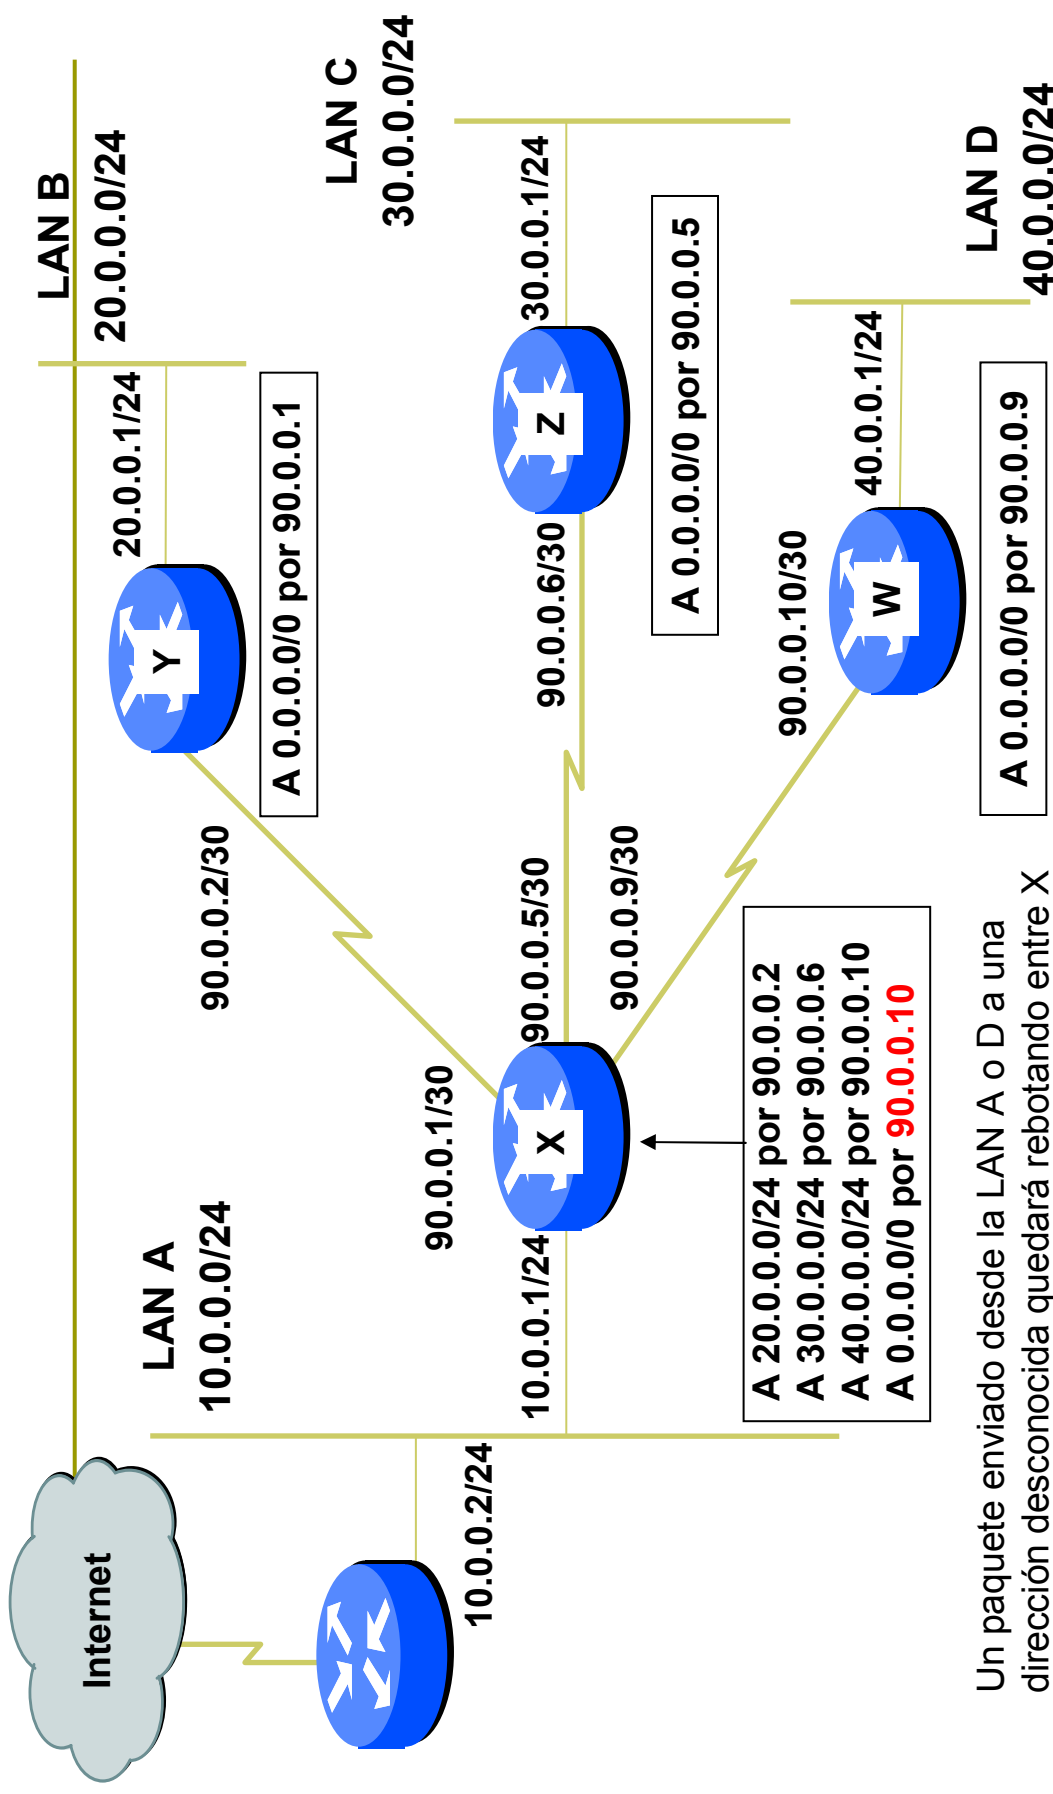 Internet
LAN A
10.0.0.0/24
LAN B
20.0.0.0/24
20.0.0.1/24
Y
90.0.0.2/30
A 0.0.0.0/0 por 90.0.0.1
LAN C
30.0.0.0/24
90.0.0.1/30
10.0.0.2/24
10.0.0.1/24
X
90.0.0.5/30
90.0.0.6/30
Z
30.0.0.1/24
90.0.0.9/30
A 0.0.0.0/0 por 90.0.0.5
90.0.0.10/30
40.0.0.1/24
W
LAN D
40.0.0.0/24
A 20.0.0.0/24 por 90.0.0.2
A 30.0.0.0/24 por 90.0.0.6
A 40.0.0.0/24 por 90.0.0.10
A 0.0.0.0/0 por 90.0.0.10
A 0.0.0.0/0 por 90.0.0.9
Un paquete enviado desde la LAN A o D a una
dirección desconocida quedará rebotando entre X